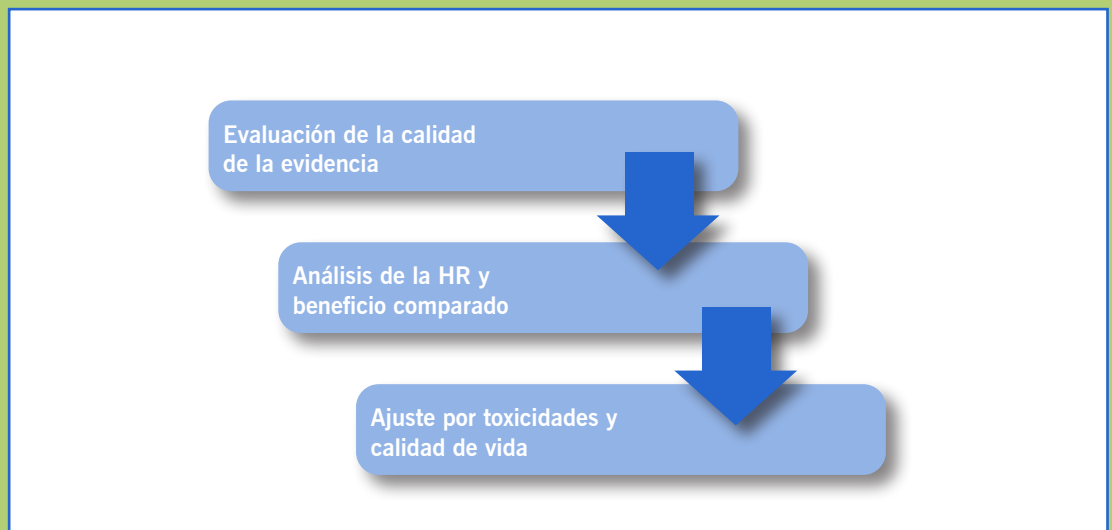 Evaluación de la calidad
de la evidencia
Análisis de la HR y
beneficio comparado
Ajuste por toxicidades y
calidad de vida